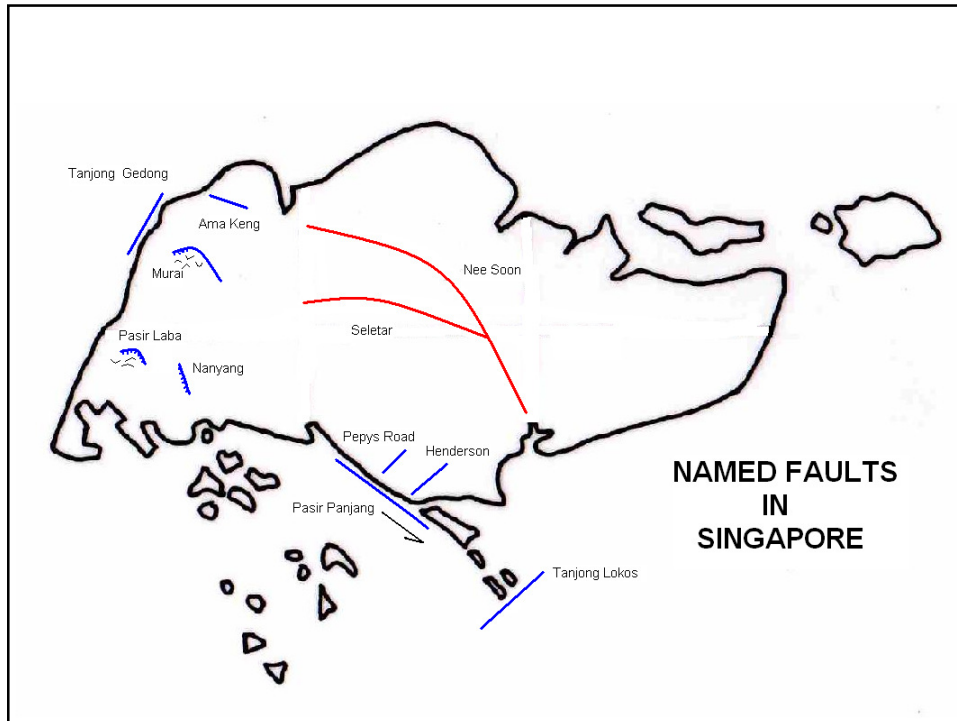 Tanjong Gedong
Ama Keng
Murai
Nee Soon
Seletar
Pasir Laba
Nanyang
Pepys Road
Henderson
Pasir Panjang
Tanjong Lokos
NAMED FAULTS
IN
SINGAPORE